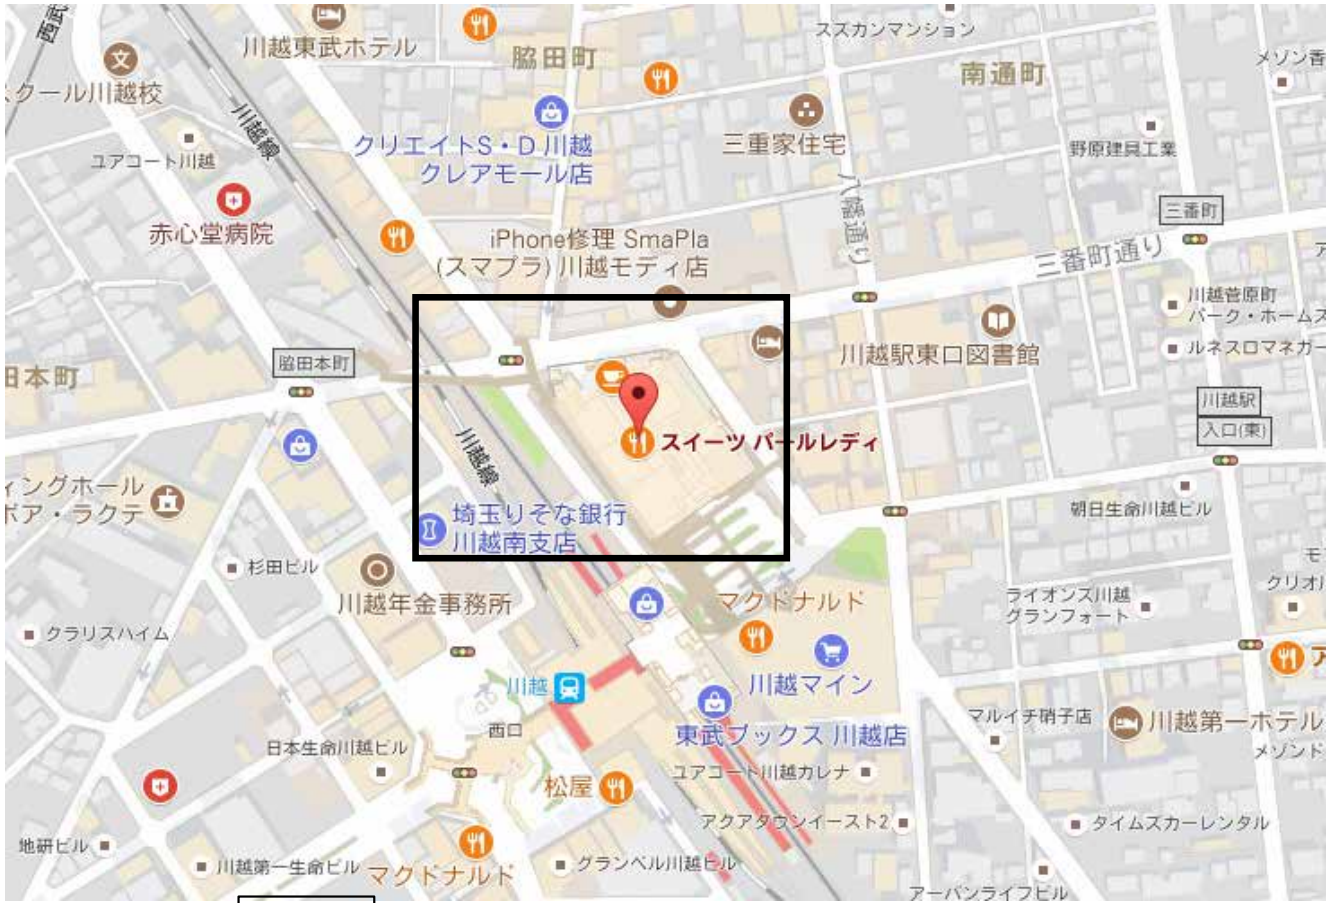 西武
川越東武ホテル
脇田町
スズカンマンション
南通町
メゾン香
クール川越校
川越線
クリエイトS・D 川越
クレアモール店
三重家住宅
野原建具工業
ユアコート川越
赤心堂病院
八幡通り
三番町
三番町通り
iPhone修理 SmaPla
(スマプラ) 川越モディ店
川越菅原町
パーク・ホームズ
ルネスロマネガー
川越駅東口図書館
脇田本町
日本町
川越駅
入口(東)
スイーツ パールレディ
川越線
ィングホール
ボア・ラクテ
埼玉りそな銀行
川越南支店
朝日生命川越ビル
杉田ビル
川越年金事務所
マクドナルド
ライオンズ川越
グランフォート
モ
クリオ
クラリスハイム
川越マイン
川越
西口
東武ブックス 川越店
マルイチ硝子店
川越第一ホテル
メゾンド
日本生命川越ビル
ユアコート川越カレナ
松屋
アクアタウンイースト2
タイムズカーレンタル
地研ビル
川越第一生命ビル
マクドナルド
グランベル川越ビル
アーバンライフビル